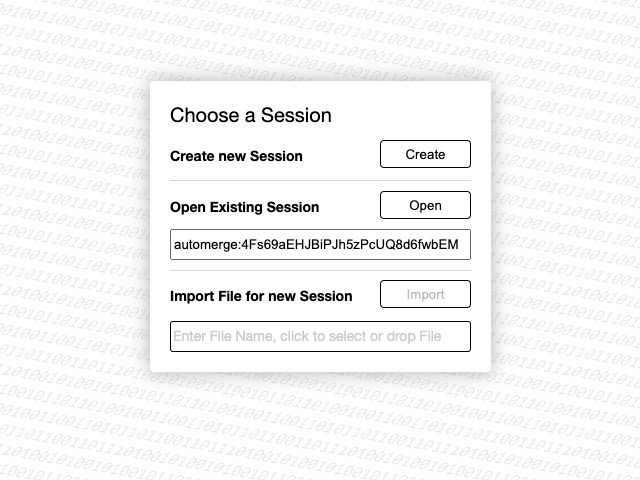 Choose a Session
Create new Session
Create
Open Existing Session
Open
automerge:4Fs69aEHJBiPJh5zPcUQ8d6fwbEM
Import File for new Session
Import
Enter File Name, click to select or drop File